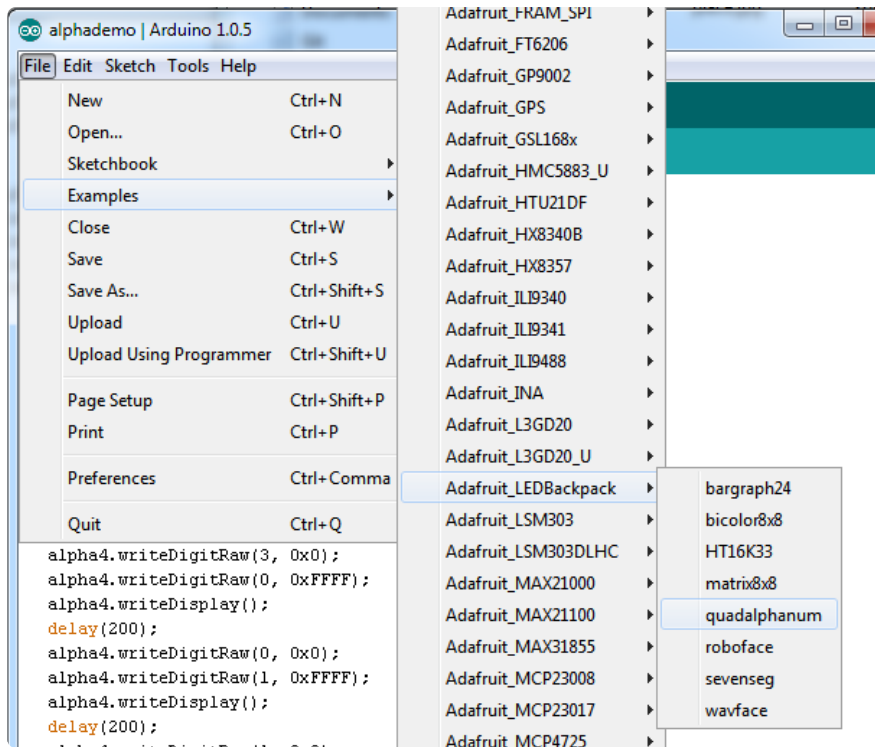 alphademo | Arduino 1.0.5
File Edit Sketch Tools Help
New Ctrl+N
Open... Ctrl+O
Sketchbook
Examples
Close Ctrl+W
Save Ctrl+S
Save As... Ctrl+Shift+S
Upload Ctrl+U
Upload Using Programmer Ctrl+Shift+U
Page Setup Ctrl+Shift+P
Print Ctrl+P
Preferences Ctrl+Comma
Quit Ctrl+Q
alpha4.writeDigitRaw(3, 0x0);
alpha4.writeDigitRaw(0, 0xFFFF);
alpha4.writeDisplay();
delay(200);
alpha4.writeDigitRaw(0, 0x0);
alpha4.writeDigitRaw(1, 0xFFFF);
alpha4.writeDisplay();
delay(200);
Adafruit_FRAM_SPI
Adafruit_FT6206
Adafruit_GP9002
Adafruit_GPS
Adafruit_GSL168x
Adafruit_HMC5883_U
Adafruit_HTU21DF
Adafruit_HX8340B
Adafruit_HX8357
Adafruit_ILI9340
Adafruit_ILI9341
Adafruit_ILI9488
Adafruit_INA
Adafruit_L3GD20
Adafruit_L3GD20_U
Adafruit_LEDBackpack
Adafruit_LSM303
Adafruit_LSM303DLHC
Adafruit_MAX21000
Adafruit_MAX21100
Adafruit_MAX31855
Adafruit_MCP23008
Adafruit_MCP23017
Adafruit_MCP4725
bargraph24
bicolor8x8
HT16K33
matrix8x8
quadalphanum
roboface
sevenseg
wavface